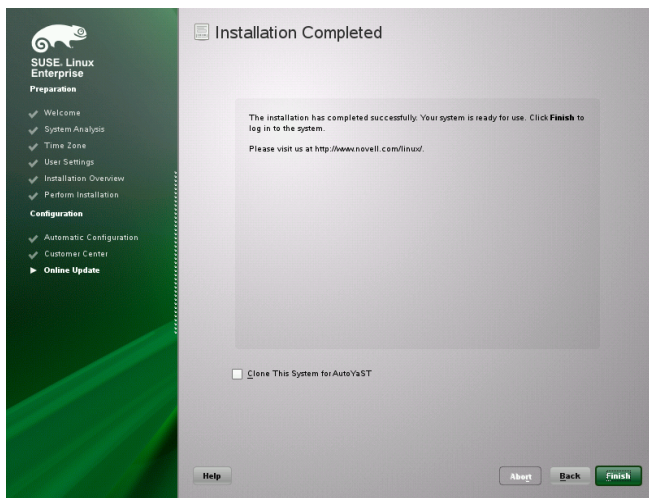 SUSE. Linux
Enterprise
Preparation
Welcome
System Analysis
Time Zone
User Settings
Installation Overview
Perform Installation
Configuration
Automatic Configuration
Customer Center
Online Update
Installation Completed
The installation has completed successfully. Your system is ready for use. Click Finish to
log in to the system.
Please visit us at http://www.novell.com/linux/.
Clone This System for AutoYaST
Help
Abort
Back
Finish